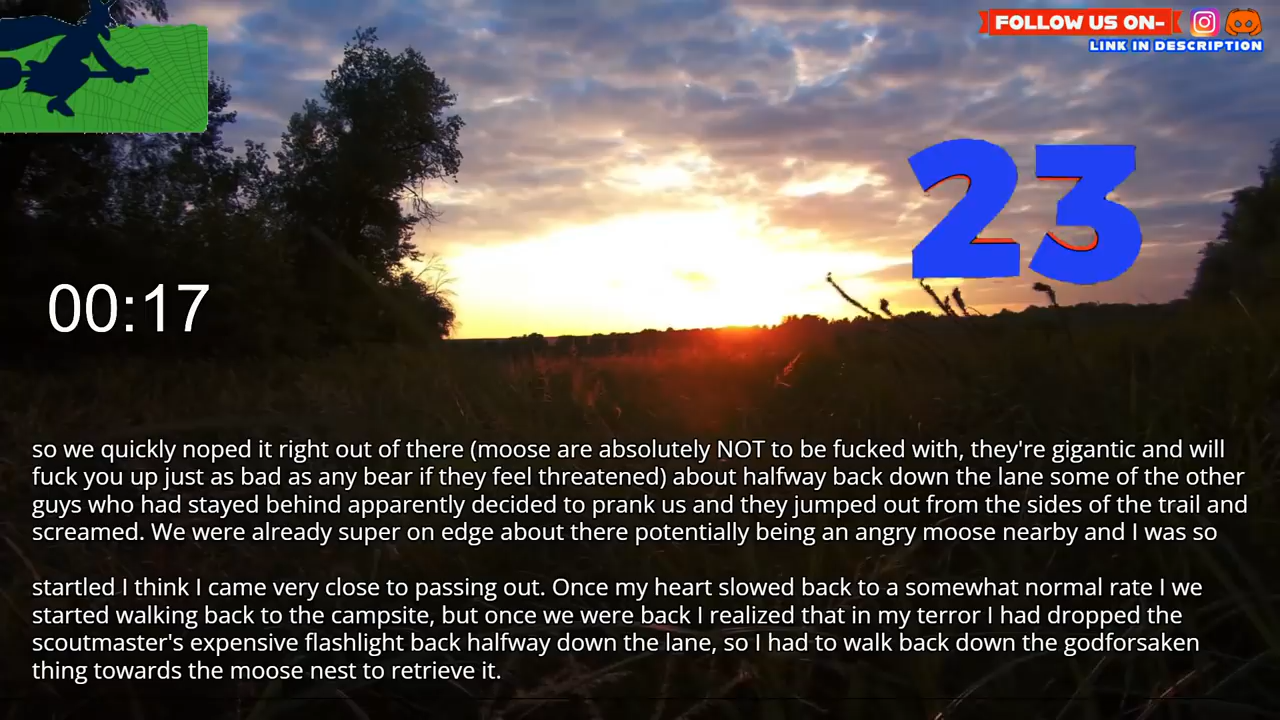 FOLLOW US ON-
LINK IN DESCRIPTION
23
00:17
so we quickly noped it right out of there (moose are absolutely NOT to be fucked with, they're gigantic and will
fuck you up just as bad as any bear if they feel threatened) about halfway back down the lane some of the other
guys who had stayed behind apparently decided to prank us and they jumped out from the sides of the trail and
screamed. We were already super on edge about there potentially being an angry moose nearby and I was so
startled I think I came very close to passing out. Once my heart slowed back to a somewhat normal rate I we
started walking back to the campsite, but once we were back I realized that in my terror I had dropped the
scoutmaster's expensive flashlight back halfway down the lane, so I had to walk back down the godforsaken
thing towards the moose nest to retrieve it.